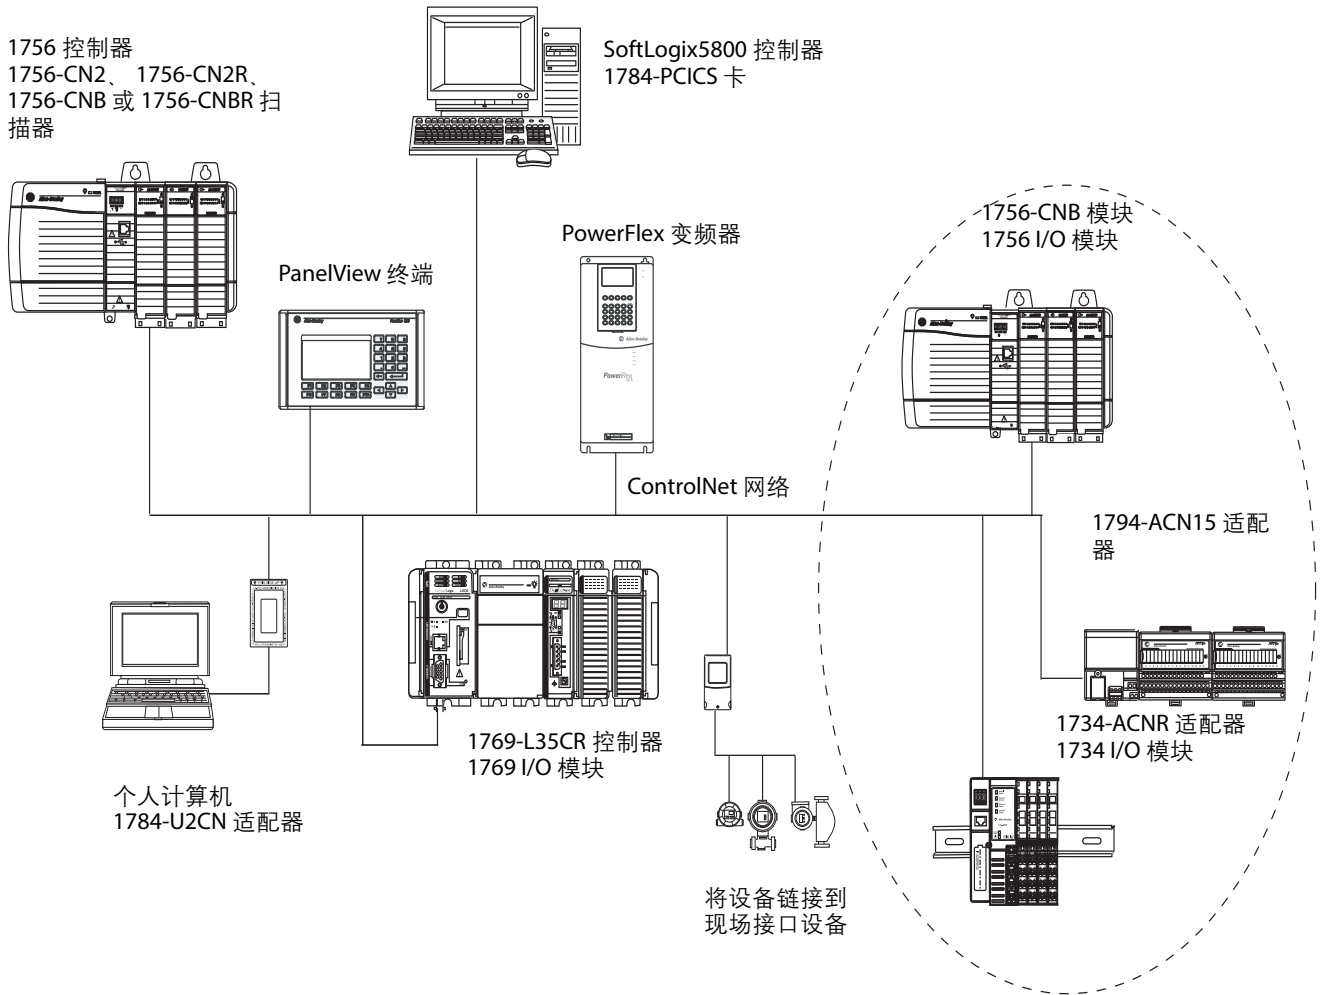 1756 控制器
1756-CN2、 1756-CN2R、
1756-CNB 或 1756-CNBR 扫
描器
SoftLogix5800 控制器
1784-PCICS 卡
PanelView 终端
PowerFlex 变频器
1756-CNB 模块
1756 I/O 模块
PowerFlex
ControlNet 网络
1794-ACN15 适配
器
1769-L35CR 控制器
1769 I/O 模块
1734-ACNR 适配器
1734 I/O 模块
个人计算机
1784-U2CN 适配器
将设备链接到
现场接口设备